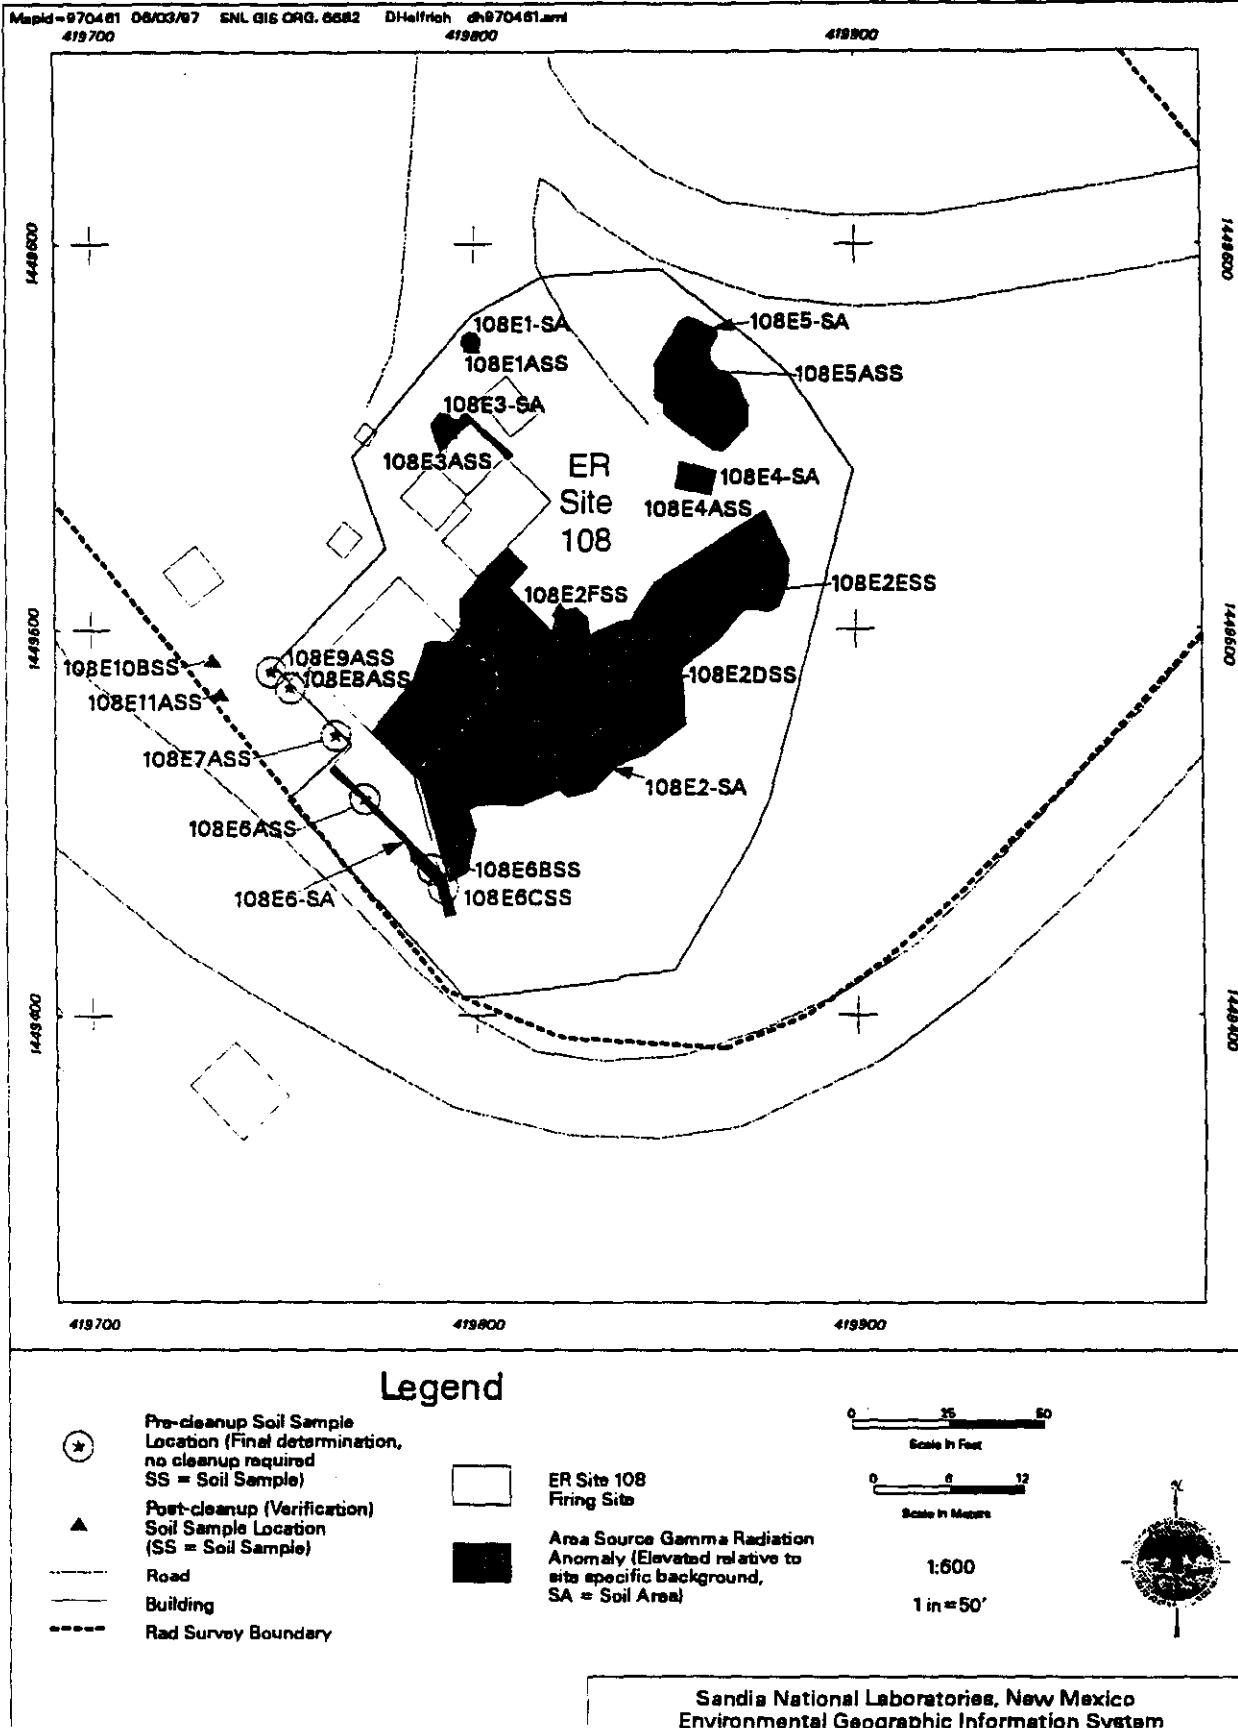 Mapid=970461 06/03/97 SNL GIS ORG. 6682 DHelfrich dh970461.aml
419700 419800 419900
1449600 1449600
108E1-SA
108E1ASS
108E5-SA
108E5ASS
108E3-SA
108E3ASS
ER
Site
108
108E4-SA
108E4ASS
108E2ESS
108E2FSS
1449500 1449500
108E10BSS
108E9ASS
108E8ASS
108E2DSS
108E11ASS
108E7ASS
108E2-SA
108E6ASS
108E6BSS
108E6-SA
108E6CSS
1449400 1449400
419700 419800 419900
Legend
Pre-cleanup Soil Sample
Location (Final determination,
no cleanup required
SS = Soil Sample)
Post-cleanup (Verification)
Soil Sample Location
(SS = Soil Sample)
Road
Building
Rad Survey Boundary
ER Site 108
Firing Site
Area Source Gamma Radiation
Anomaly (Elevated relative to
site specific background,
SA = Soil Area)
0 25 50
Scale in Feet
0 6 12
Scale in Meters
1:600
1 in = 50'
N
GIS
Sandia National Laboratories, New Mexico
Environmental Geographic Information System